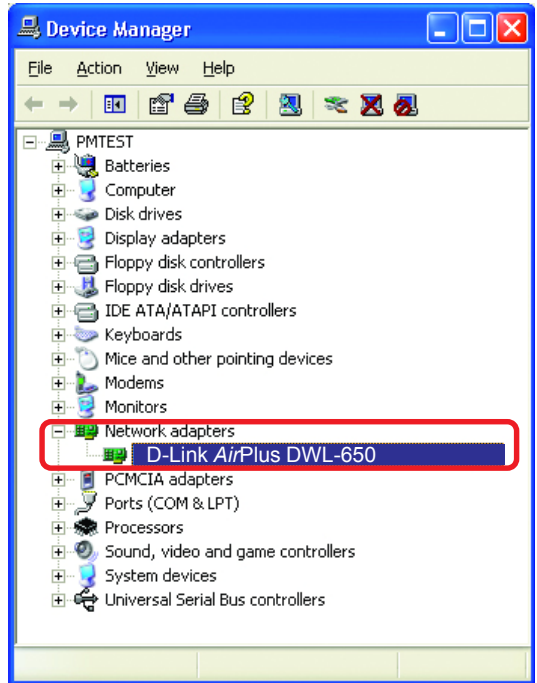 Device Manager
File Action View Help
PMTEST
Batteries
Computer
Disk drives
Display adapters
Floppy disk controllers
Floppy disk drives
IDE ATA/ATAPI controllers
Keyboards
Mice and other pointing devices
Modems
Monitors
Network adapters
D-Link AirPlus DWL-650
PCMCIA adapters
Ports (COM & LPT)
Processors
Sound, video and game controllers
System devices
Universal Serial Bus controllers